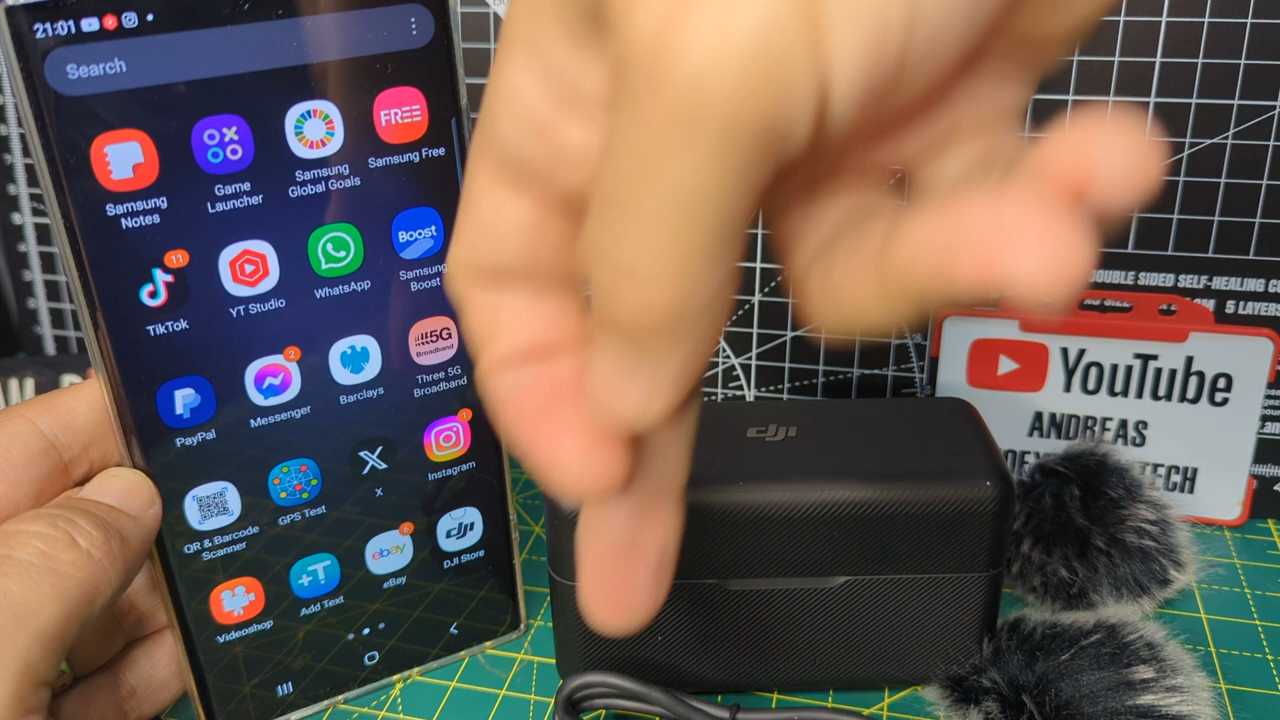 21:01
Search
FREE
Samsung
Notes
Game
Launcher
Samsung
Global Goals
Samsung Free
11
TikTok
YT Studio
WhatsApp
BOOST
Samsung
Boost
PayPal
2
Messenger
Barclays
5G
Broadband
Three 5G
Broadband
QR & Barcode
Scanner
GPS Test
X
1
Instagram
Videoshop
+T
Add Text
6
ebay
eBay
dji
DJI Store
dji
DOUBLE SIDED SELF-HEALING
5 LAYERS
YouTube
ANDREAS
TECH